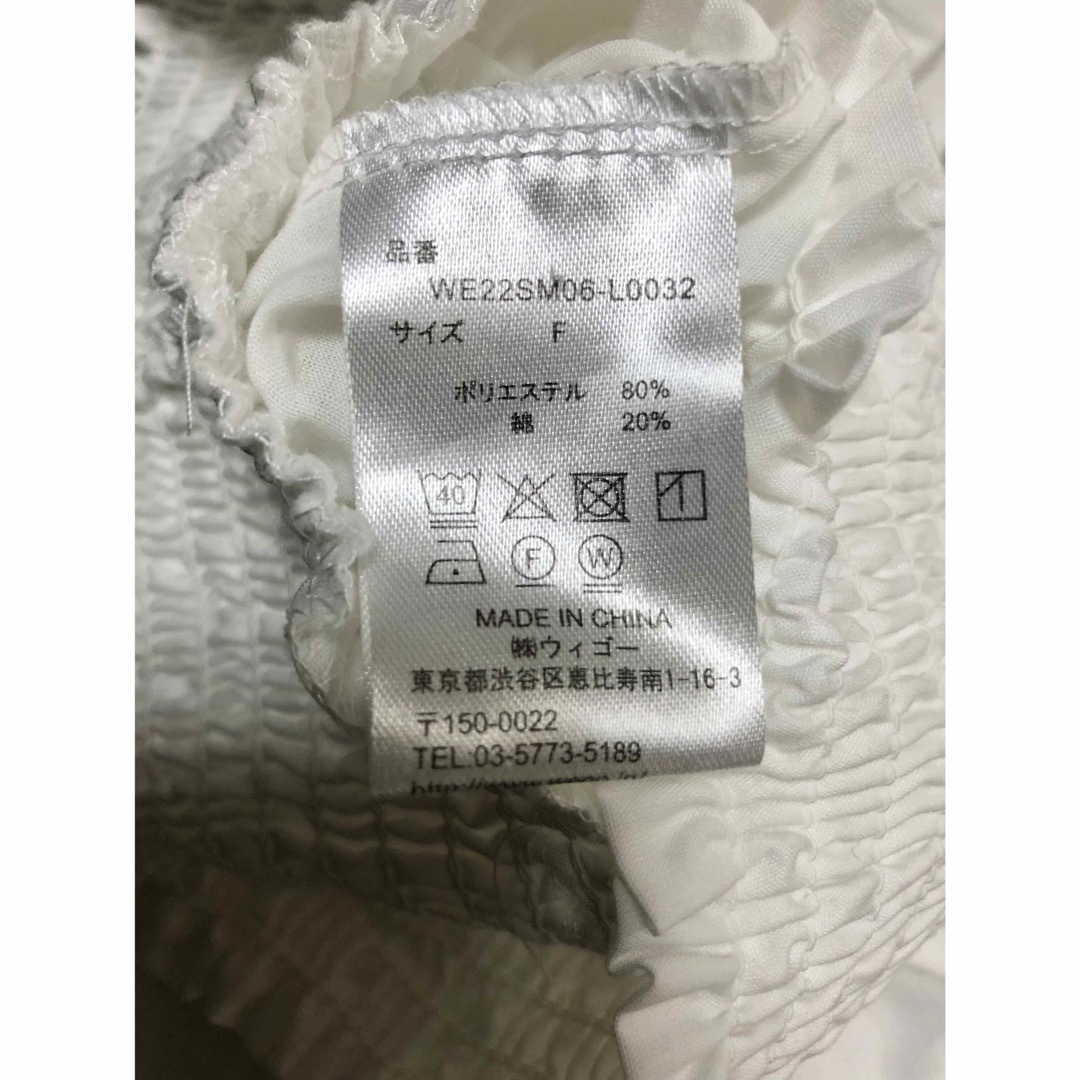 品番
WE22SM06-L0032
サイズ F
ポリエステル 80%
綿 20%
40
F W
MADE IN CHINA
㈱ウィゴー
東京都渋谷区恵比寿南1-16-3
〒150-0022
TEL:03-5773-5189